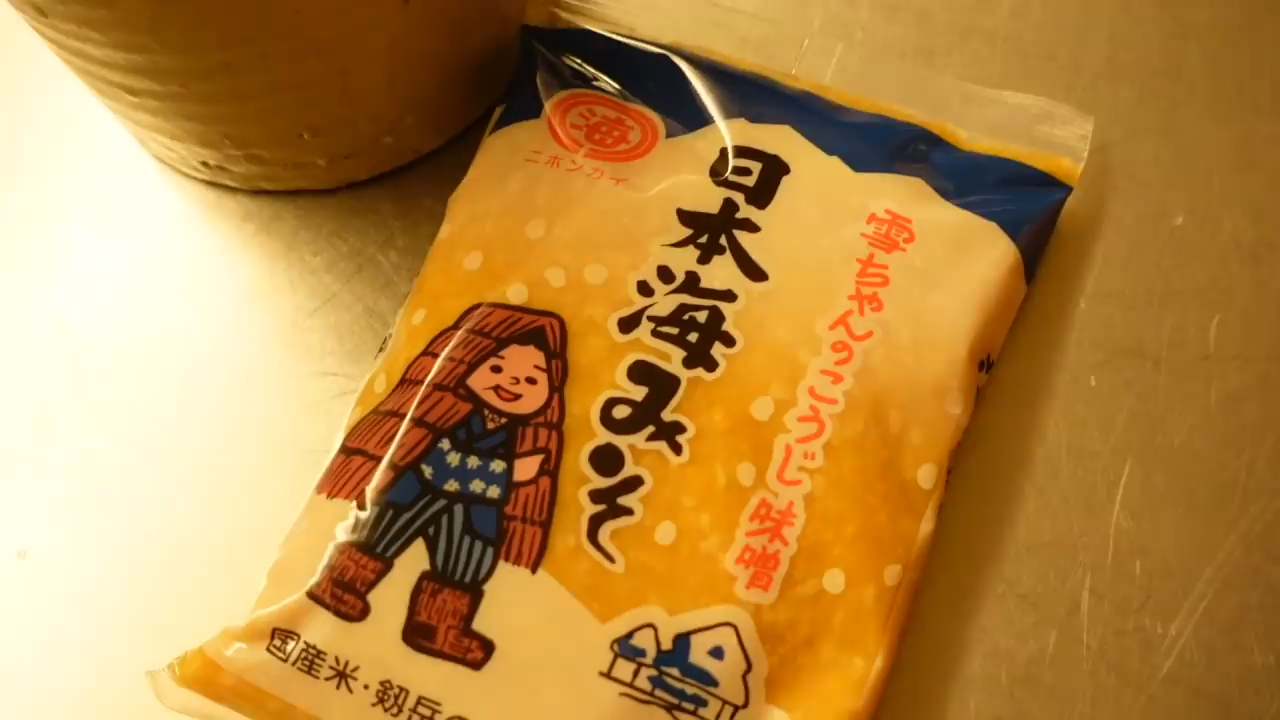 海
ニホンカイ
日本海みそ
雪ちゃんのこうじ味噌
国産米・剱岳の